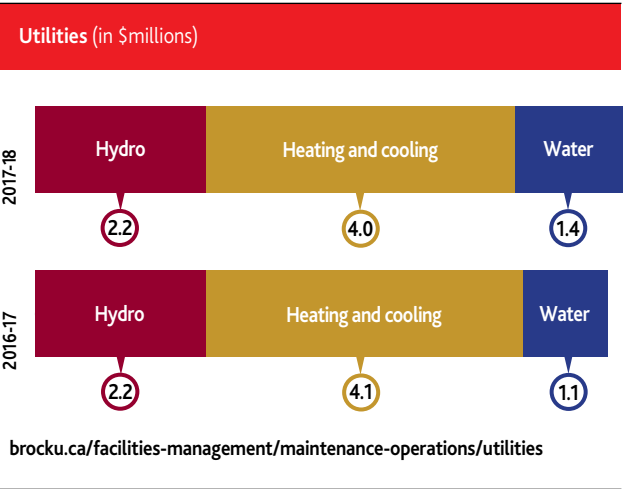 Utilities (in $millions)
2017-18
Hydro
Heating and cooling
Water
2.2
4.0
1.4
2016-17
Hydro
Heating and cooling
Water
2.2
4.1
1.1
brocku.ca/facilities-management/maintenance-operations/utilities